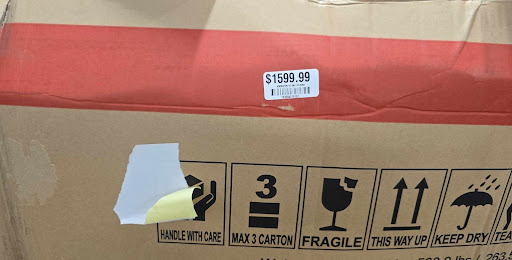 $1599.99
3
HANDLE WITH CARE
MAX 3 CARTON
FRAGILE
THIS WAY UP
KEEP DRY